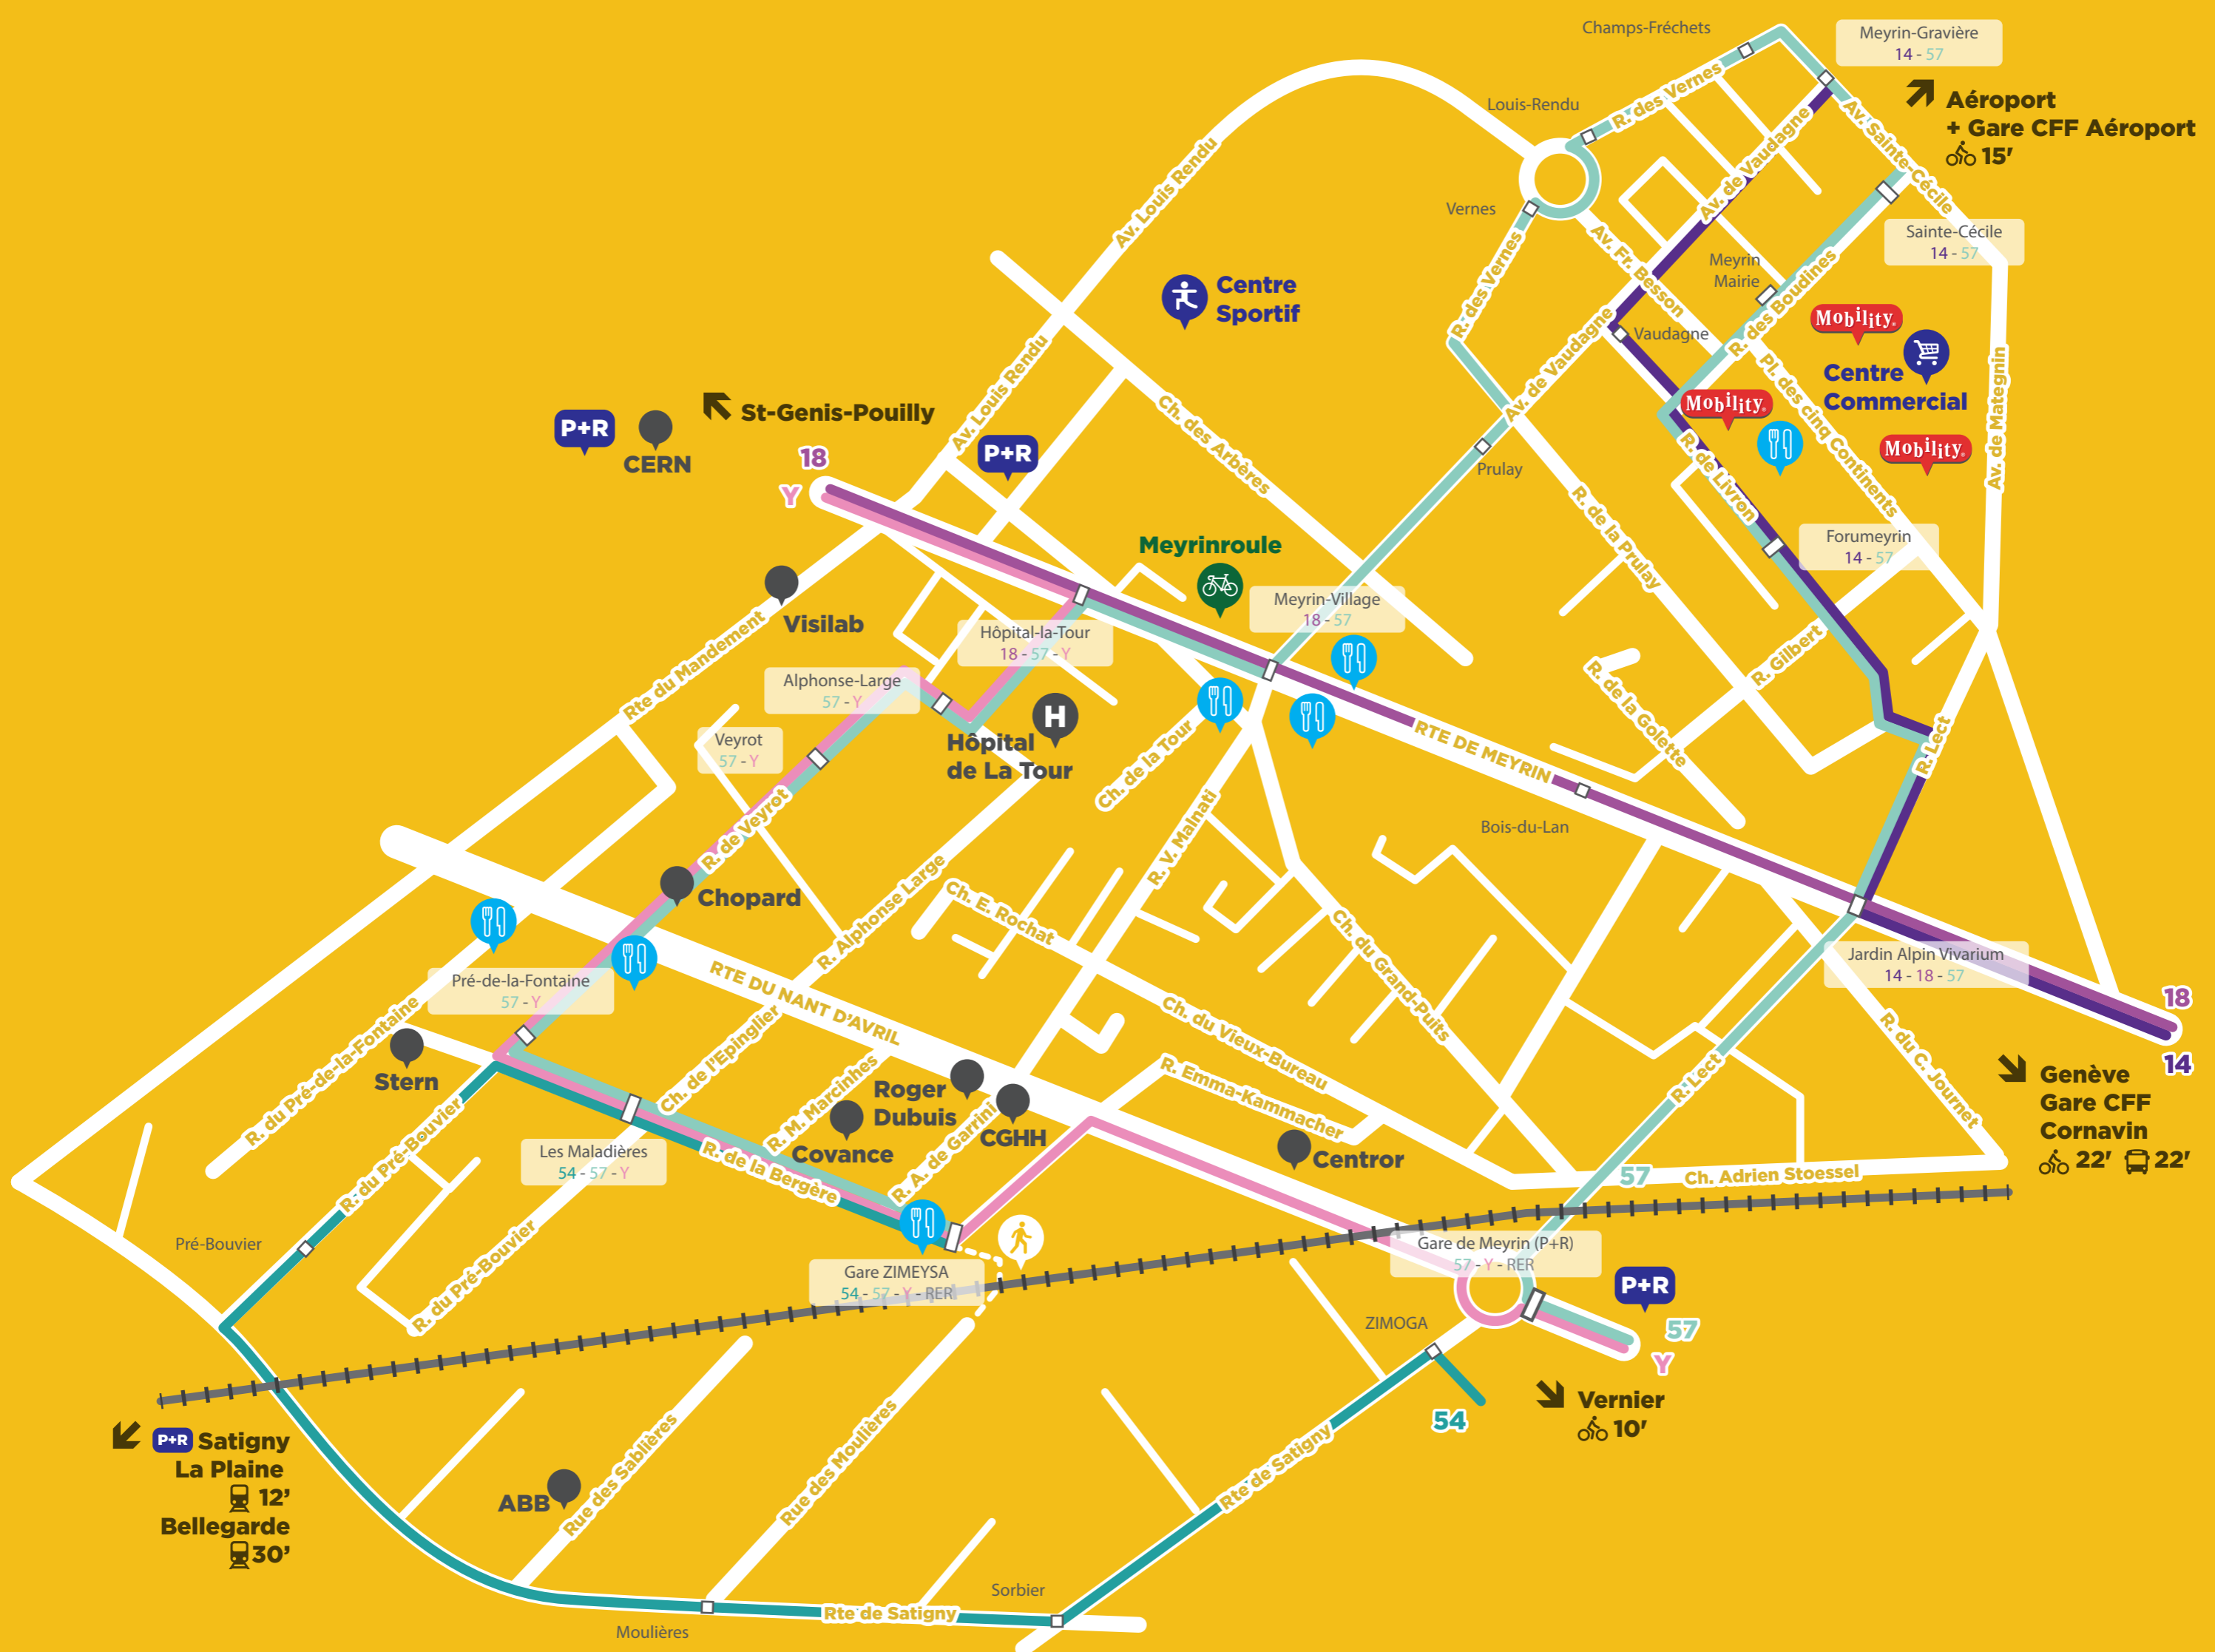 Champs-Fréchets
Meyrin-Gravière
14 - 57
Aéroport
+ Gare CFF Aéroport
15'
Louis-Rendu
R. des Vernes
Av. Sainte-Cécile
Av. de Vaudagne
Av. Louis Rendu
Vernes
Sainte-Cécile
14 - 57
Av. Fr. Besson
Meyrin
Mairie
R. des Vernes
R. des Boudines
Centre
Sportif
Mobility
Vaudagne
Av. de Vaudagne
Centre
Commercial
Pl. des cinq Continents
Av. de Mategnin
Av. Louis Rendu
St-Genis-Pouilly
P+R
CERN
Ch. des Arbères
Mobility
P+R
18
Y
Prulay
Mobility
R. de Livron
R. de la Prulay
Forumeyrin
14 - 57
Meyrinroule
Meyrin-Village
18 - 57
Visilab
Hôpital-la-Tour
18 - 57 - Y
Rte du Mandement
R. Gilbert
Alphonse-Large
57 - Y
R. de la Golette
H
Hôpital
de La Tour
Veyrot
57 - Y
Ch. de la Tour
RTE DE MEYRIN
R. Lect
R. de Veyrot
R. V. Malnati
Bois-du-Lan
Chopard
R. Alphonse Large
Ch. E. Rochat
Ch. du Grand-Puits
Jardin Alpin Vivarium
14 - 18 - 57
Pré-de-la-Fontaine
57 - Y
RTE DU NANT D'AVRIL
18
14
R. du Pré-de-la-Fontaine
Ch. de l'Epinglier
Ch. du Vieux-Bureau
R. du C. Journet
Stern
R. M. Marcinhes
Roger
Dubuis
CGHH
R. Emma-Kammacher
R. Lect
Genève
Gare CFF
Cornavin
22' 22'
Covance
R. A. de Garrini
Les Maladières
54 - 57 - Y
R. de la Bergère
Centror
57
Ch. Adrien Stoessel
R. du Pré-Bouvier
Pré-Bouvier
R. du Pré-Bouvier
Gare ZIMEYSA
54 - 57 - Y - RER
Gare de Meyrin (P+R)
57 - Y - RER
P+R
ZIMOGA
57
Y
Vernier
10'
54
P+R Satigny
La Plaine
12’
Bellegarde
30’
ABB
Rue des Sablières
Rue des Moulières
Rte de Satigny
Sorbier
Rte de Satigny
Moulières